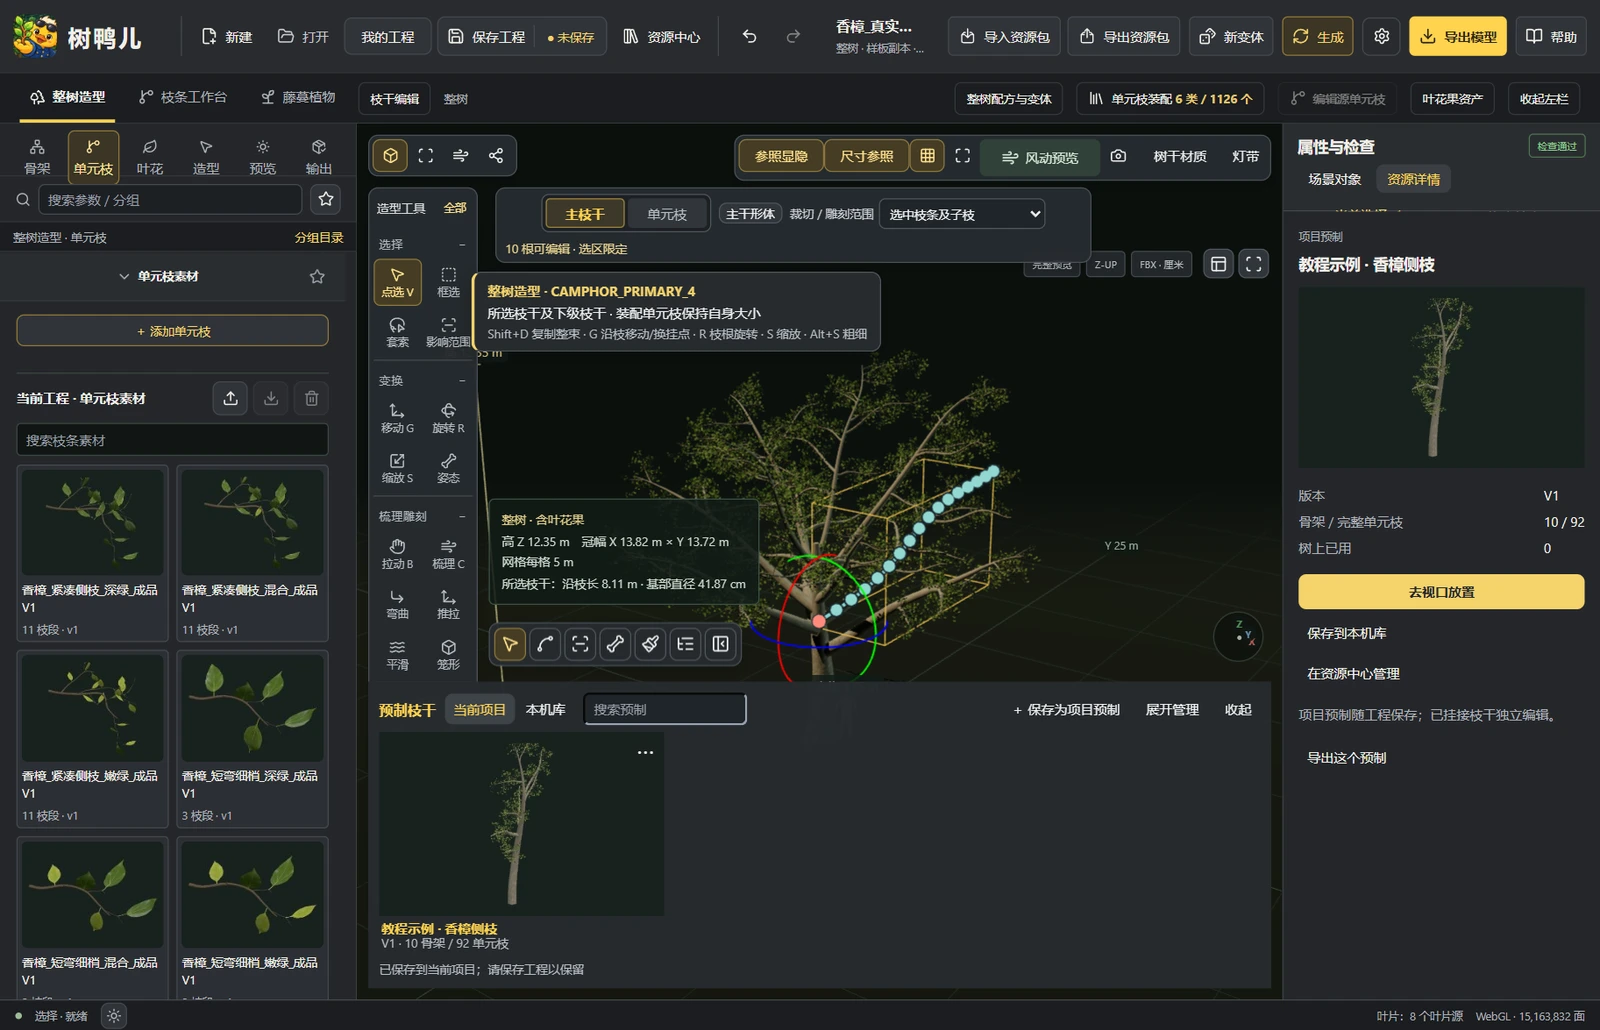 树鸭儿
新建
打开
我的工程
保存工程
● 未保存
资源中心
香樟_真实...
整树 · 样板副本 ·...
导入资源包
导出资源包
新变体
生成
导出模型
帮助
整树造型
枝条工作台
藤蔓植物
枝干编辑
整树
整树配方与变体
单元枝装配 6 类 / 1126 个
编辑源单元枝
叶花果资产
收起左栏
骨架
单元枝
叶花
造型
预览
输出
搜索参数 / 分组
整树造型 · 单元枝
分组目录
单元枝素材
+ 添加单元枝
当前工程 · 单元枝素材
搜索枝条素材
香樟_紧凑侧枝_深绿_成品
V1
11 枝段 · v1
香樟_紧凑侧枝_混合_成品
V1
11 枝段 · v1
香樟_紧凑侧枝_嫩绿_成品
V1
11 枝段 · v1
香樟_短弯细梢_深绿_成品
V1
3 枝段 · v1
香樟_短弯细梢_混合_成品
V1
香樟_短弯细梢_嫩绿_成品
V1
参照显隐
尺寸参照
风动预览
树干材质
灯带
造型工具
全部
选择
点选 V
框选
套索
影响范围
变换
移动 G
旋转 R
缩放 S
姿态
梳理雕刻
拉动 B
梳理 C
弯曲
推拉
平滑
笼形
主枝干
单元枝
主干形体
裁切 / 雕刻范围
选中枝条及子枝
10 根可编辑 · 选区限定
完整预览
Z-UP
FBX · 厘米
整树造型 · CAMPHOR_PRIMARY_4
所选枝干及下级枝干 · 装配单元枝保持自身大小
Shift+D 复制整束 · G 沿枝移动/换挂点 · R 枝根旋转 · S 缩放 · Alt+S 粗细
整树 · 含叶花果
高 Z 12.35 m 冠幅 X 13.82 m × Y 13.72 m
网格每格 5 m
所选枝干：沿枝长 8.11 m · 基部直径 41.87 cm
Y 25 m
Z
Y
X
预制枝干
当前项目
本机库
搜索预制
+ 保存为项目预制
展开管理
收起
教程示例 · 香樟侧枝
V1 · 10 骨架 / 92 单元枝
已保存到当前项目；请保存工程以保留
属性与检查
检查通过
场景对象
资源详情
项目预制
教程示例 · 香樟侧枝
版本
V1
骨架 / 完整单元枝
10 / 92
树上已用
0
去视口放置
保存到本机库
在资源中心管理
项目预制随工程保存；已挂接枝干独立编辑。
导出这个预制
选择 · 就绪
叶片：8 个叶片源
WebGL · 15,163,832 面